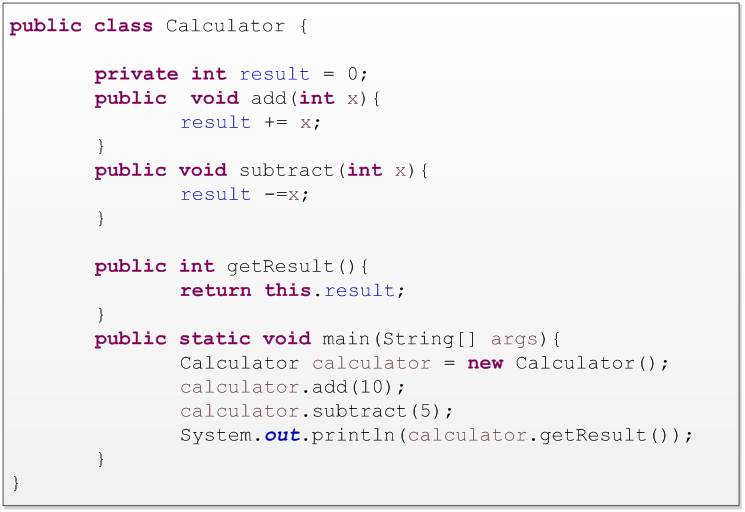 public class Calculator {
private int result = 0;
public  void add(int x){
result += x;
}
public void subtract(int x){
result -=x;
}
public int getResult(){
return this.result;
}
public static void main(String[] args){
Calculator calculator = new Calculator();
calculator.add(10);
calculator.subtract(5);
System.out.println(calculator.getResult());
}
}